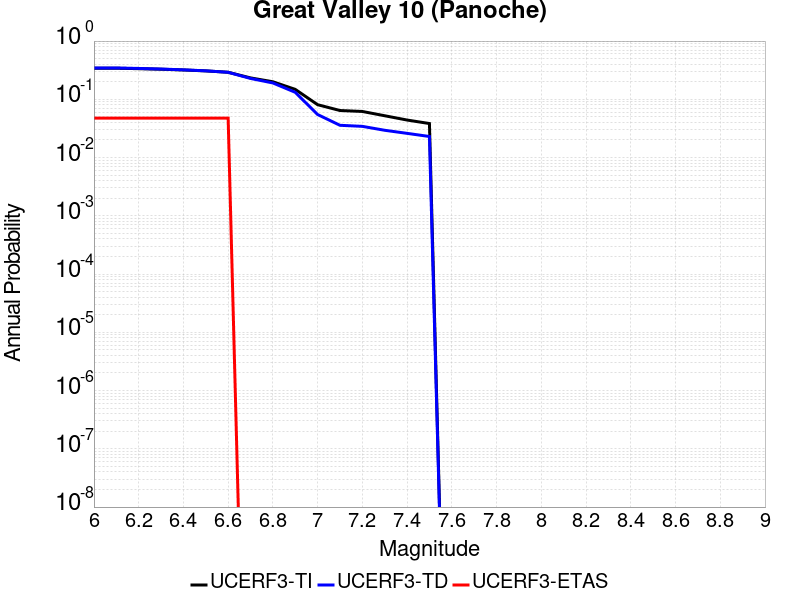 Great Valley 10 (Panoche)
10^0
10^-1
10^-2
10^-3
10^-4
10^-5
10^-6
10^-7
10^-8
Annual Probability
6 6.2 6.4 6.6 6.8 7 7.2 7.4 7.6 7.8 8 8.2 8.4 8.6 8.8 9
Magnitude
UCERF3-TI UCERF3-TD UCERF3-ETAS